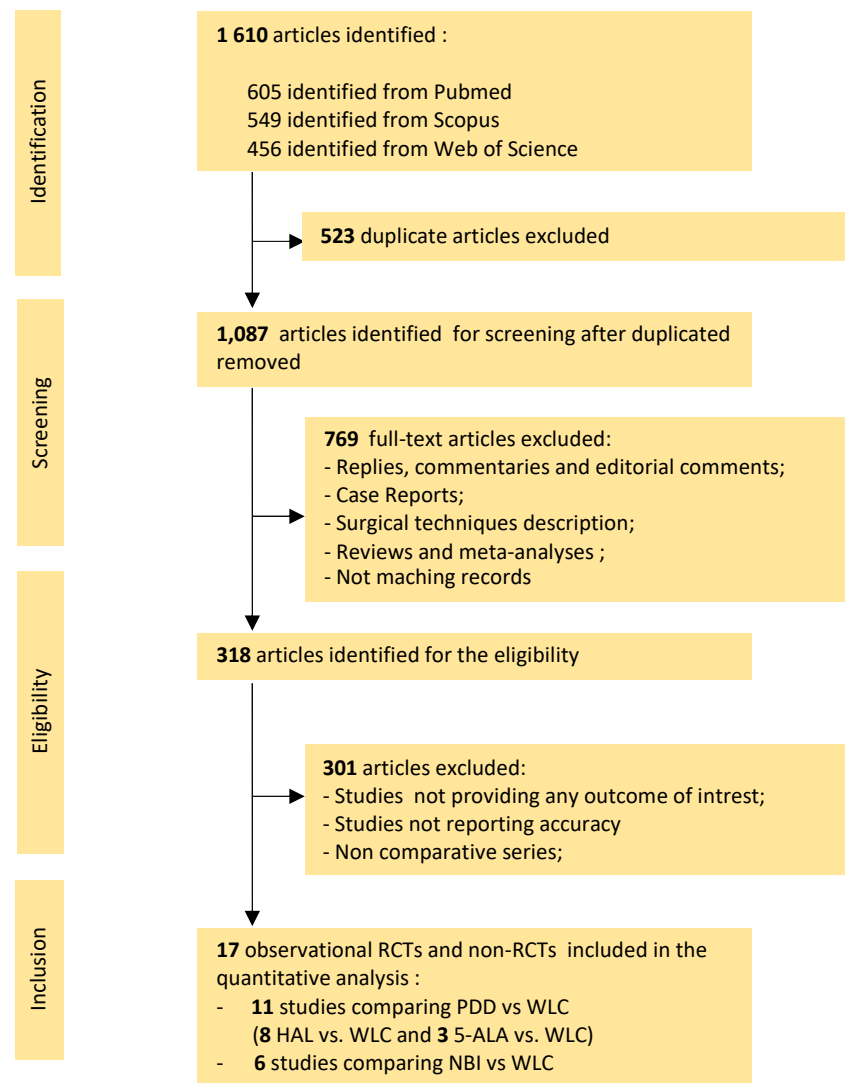 Identification
1 610 articles identified :
605 identified from Pubmed
549 identified from Scopus
456 identified from Web of Science
523 duplicate articles excluded
Screening
1,087 articles identified for screening after duplicated
removed
769 full-text articles excluded:
- Replies, commentaries and editorial comments;
- Case Reports;
- Surgical techniques description;
- Reviews and meta-analyses ;
- Not maching records
Eligibility
318 articles identified for the eligibility
301 articles excluded:
- Studies not providing any outcome of intrest;
- Studies not reporting accuracy
- Non comparative series;
Inclusion
17 observational RCTs and non-RCTs included in the
quantitative analysis :
- 11 studies comparing PDD vs WLC
(8 HAL vs. WLC and 3 5-ALA vs. WLC)
- 6 studies comparing NBI vs WLC